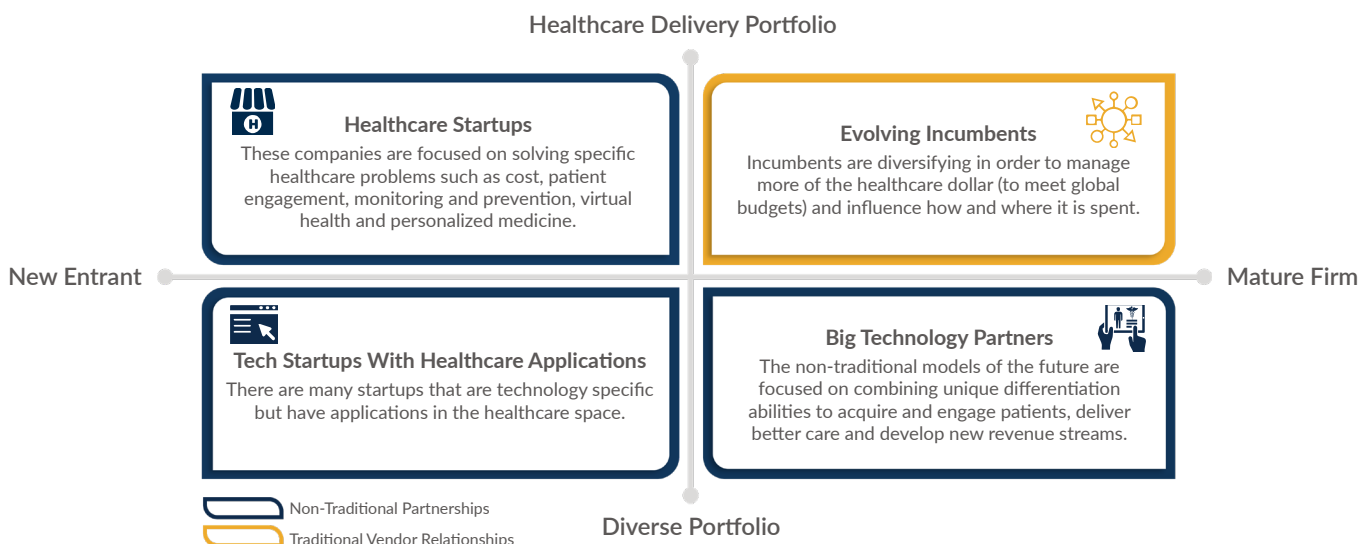 Healthcare Delivery Portfolio
H
Healthcare Startups
These companies are focused on solving specific
healthcare problems such as cost, patient
engagement, monitoring and prevention, virtual
health and personalized medicine.
Evolving Incumbents
Incumbents are diversifying in order to manage
more of the healthcare dollar (to meet global
budgets) and influence how and where it is spent.
New Entrant
Mature Firm
Tech Startups With Healthcare Applications
There are many startups that are technology specific
but have applications in the healthcare space.
Big Technology Partners
The non-traditional models of the future are
focused on combining unique differentiation
abilities to acquire and engage patients, deliver
better care and develop new revenue streams.
Non-Traditional Partnerships
Traditional Vendor Relationships
Diverse Portfolio